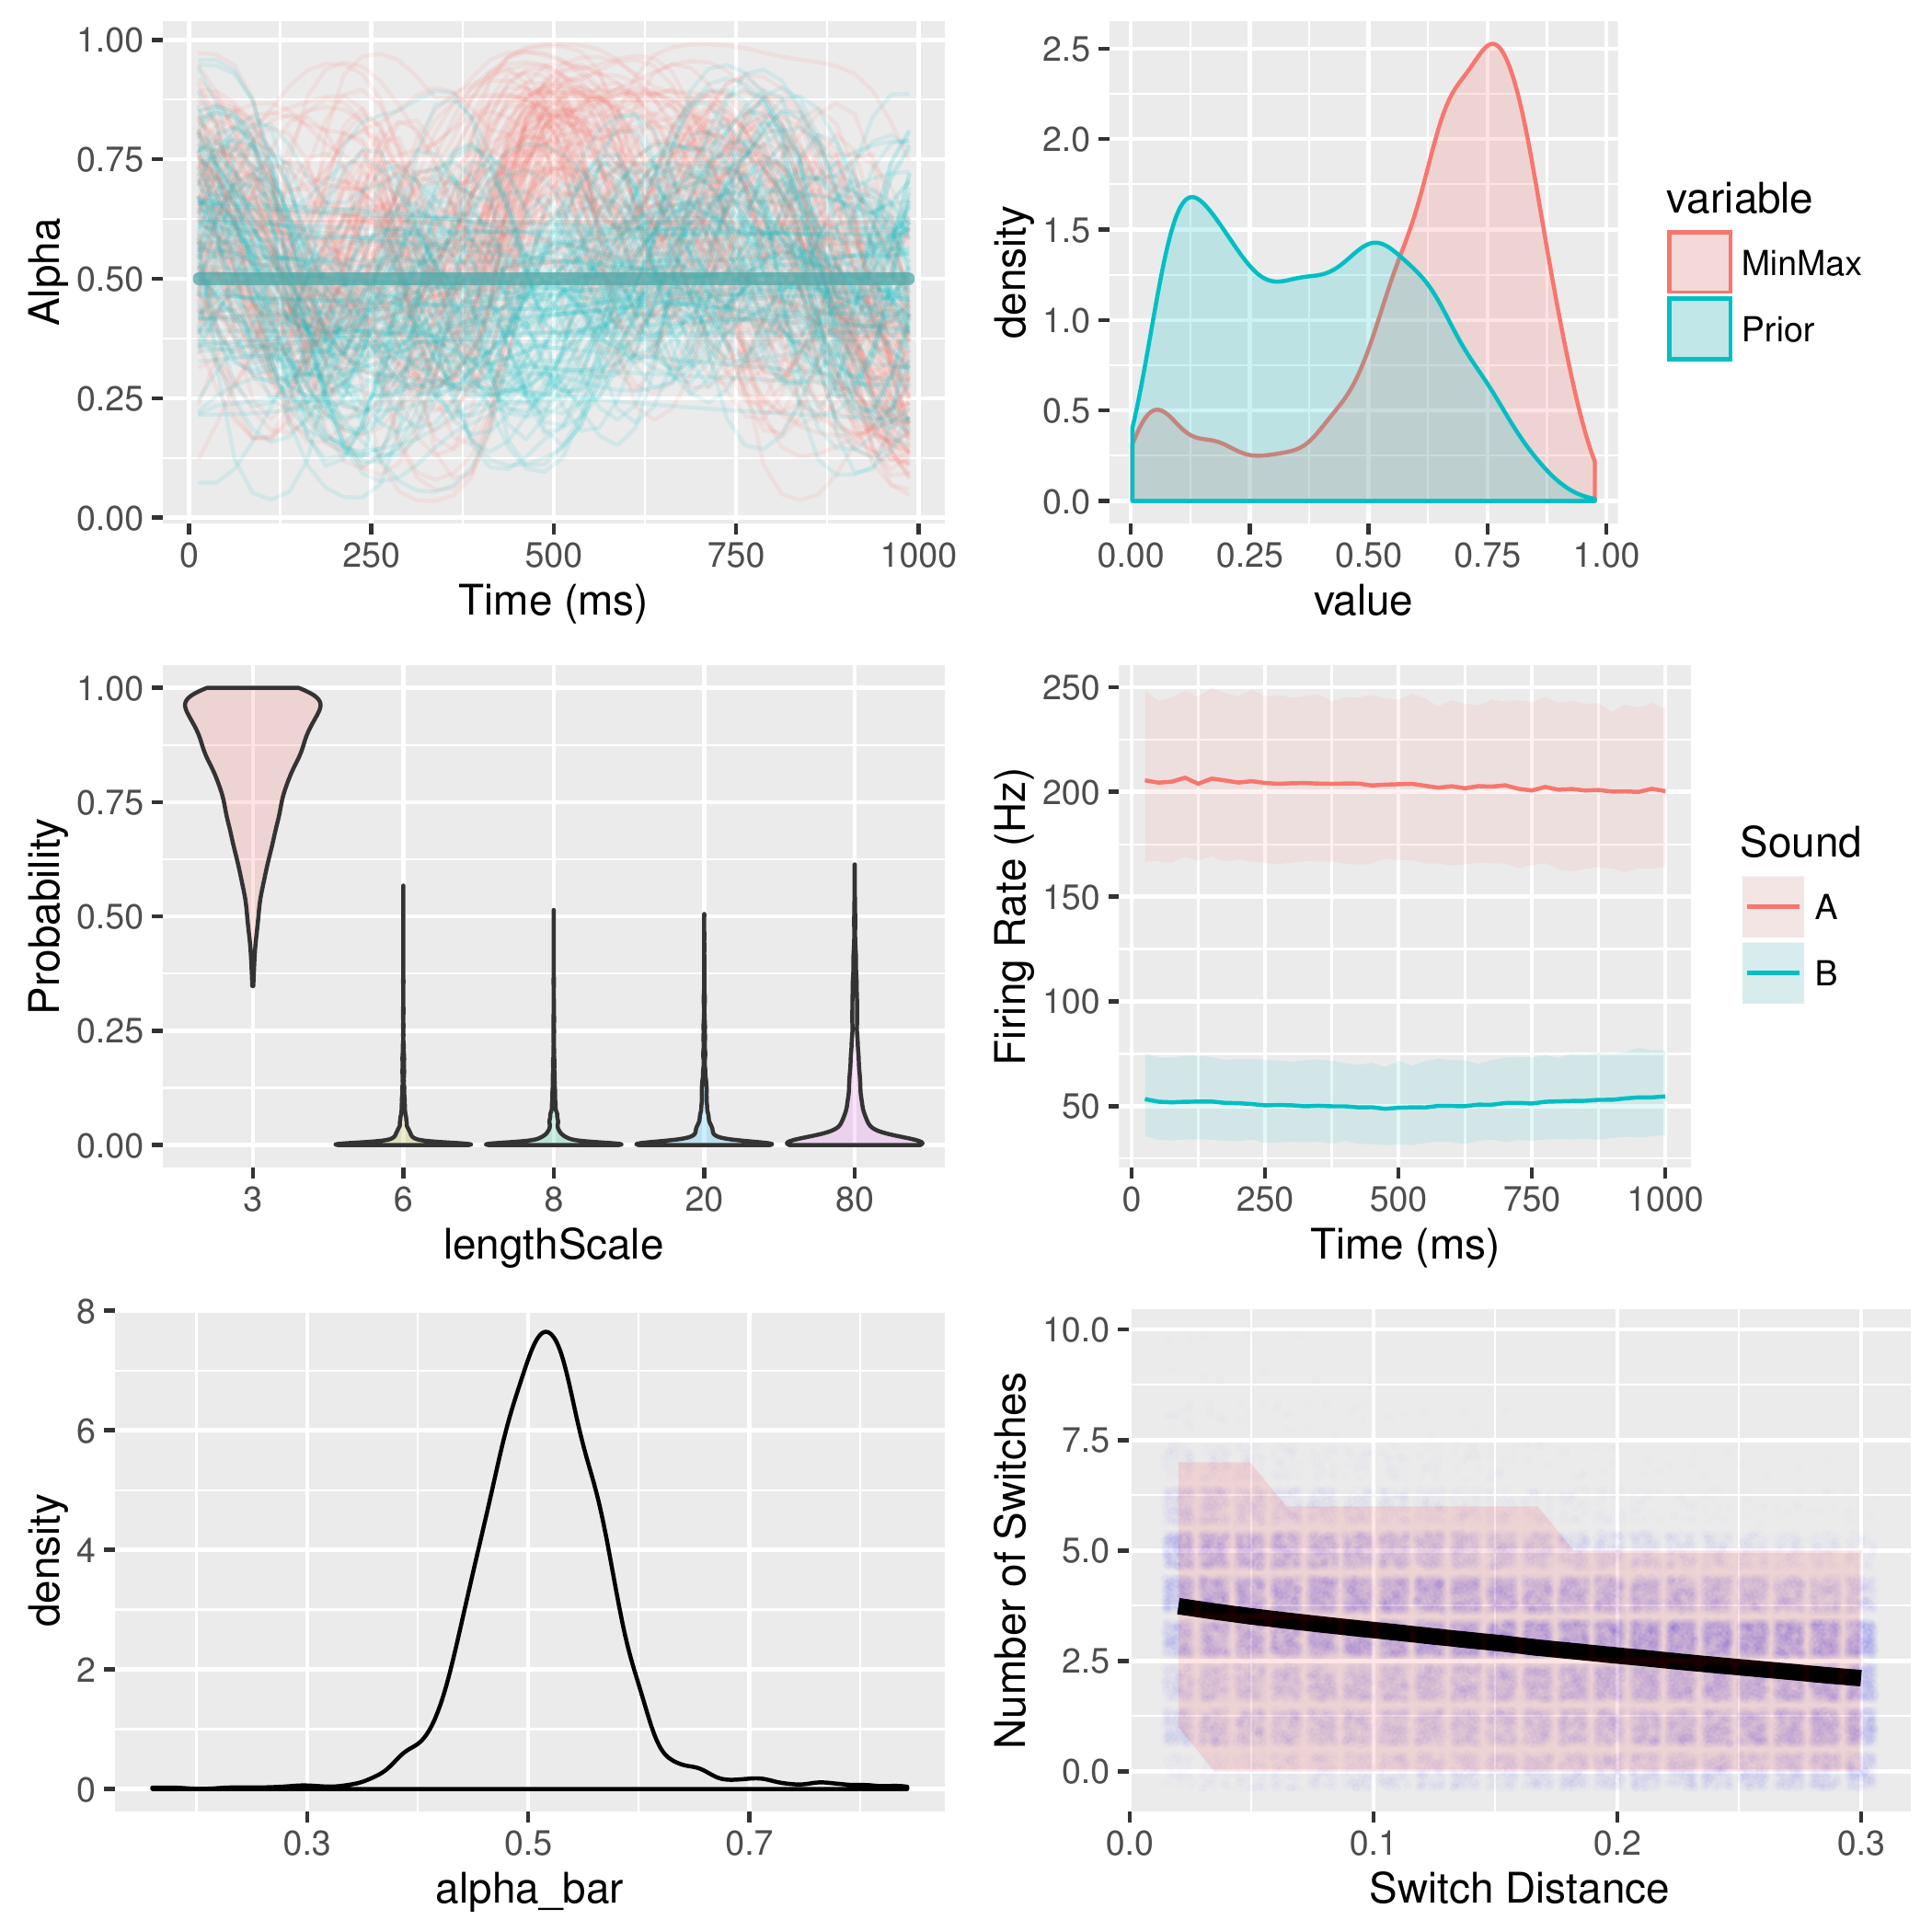 1.00
0.75
0.50
0.25
0.00
Alpha
0 250 500 750 1000
Time (ms)
2.5
2.0
1.5
1.0
0.5
0.0
density
0.00 0.25 0.50 0.75 1.00
value
variable
MinMax
Prior
1.00
0.75
0.50
0.25
0.00
Probability
3 6 8 20 80
lengthScale
250
200
150
100
50
Firing Rate (Hz)
0 250 500 750 1000
Time (ms)
Sound
A
B
8
6
4
2
0
density
0.3 0.5 0.7
alpha_bar
10.0
7.5
5.0
2.5
0.0
Number of Switches
0.0 0.1 0.2 0.3
Switch Distance